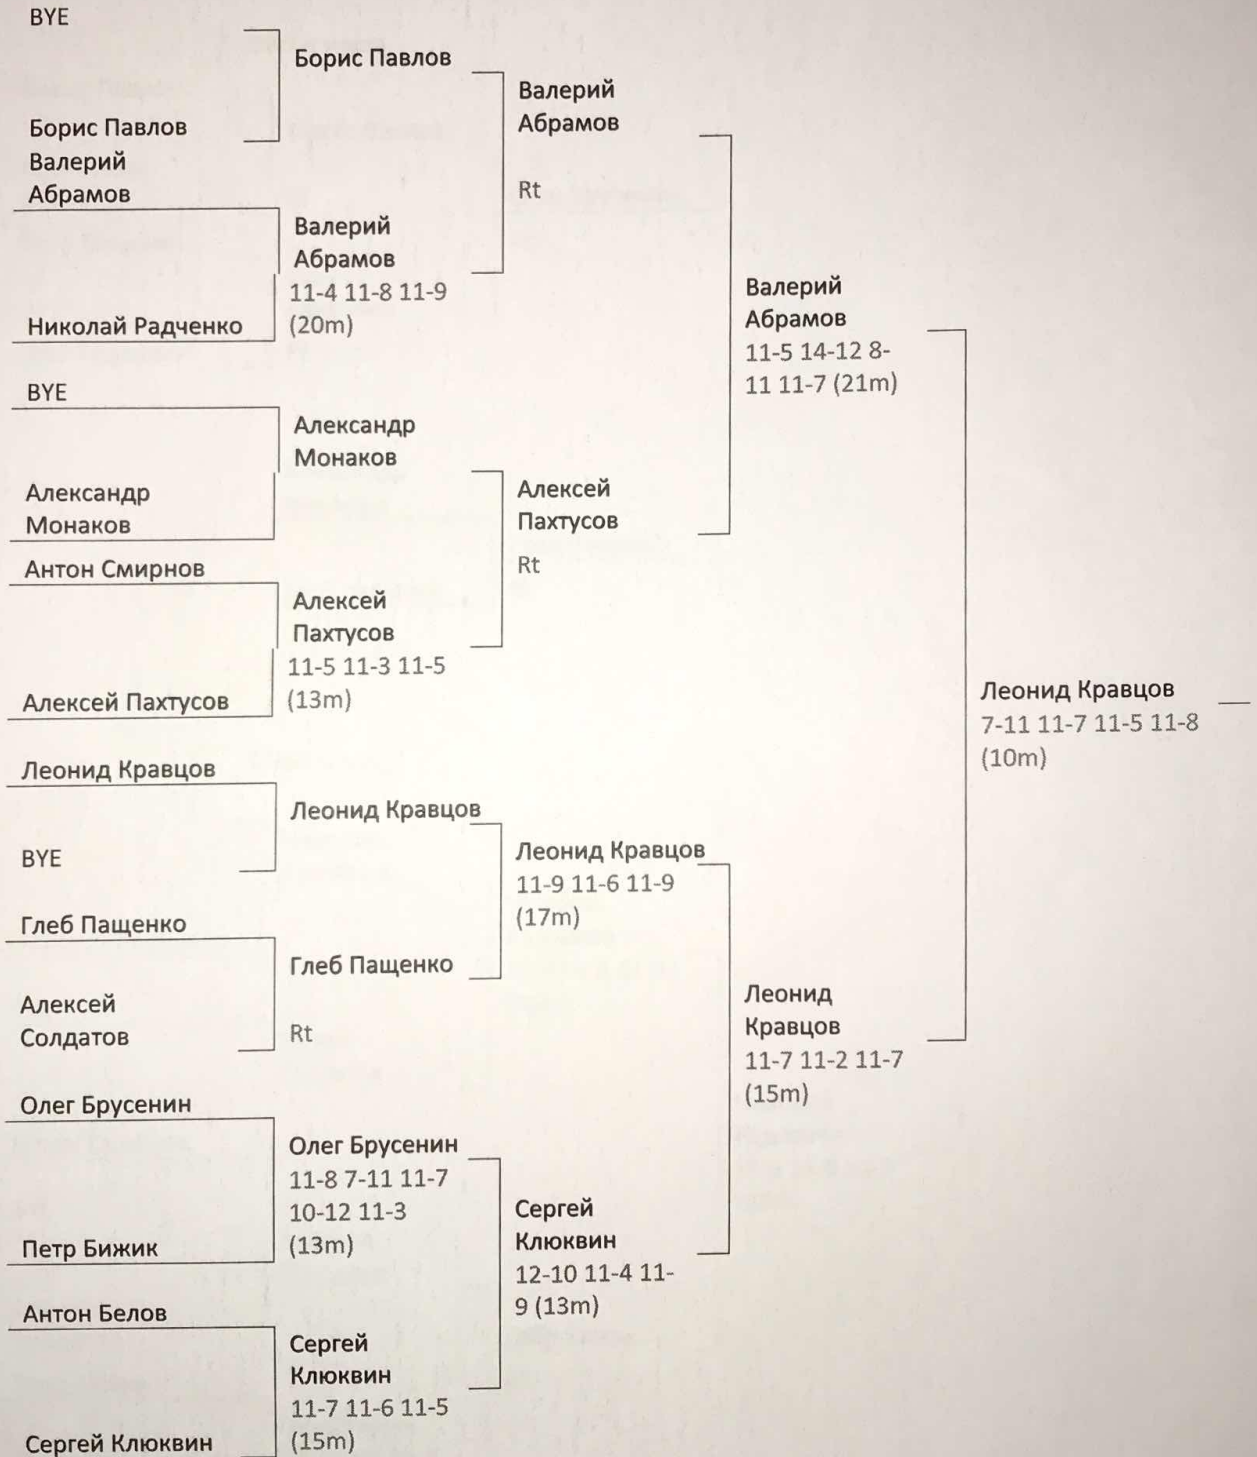 BYE
Борис Павлов
Борис Павлов
Валерий
Абрамов
Rt
Валерий
Абрамов
Валерий
Абрамов
11-4 11-8 11-9
(20m)
Николай Радченко
Валерий
Абрамов
11-5 14-12 8-
11 11-7 (21m)
BYE
Александр
Монаков
Александр
Монаков
Алексей
Пахтусов
Rt
Антон Смирнов
Алексей
Пахтусов
11-5 11-3 11-5
(13m)
Алексей Пахтусов
Леонид Кравцов
7-11 11-7 11-5 11-8
(10m)
Леонид Кравцов
Леонид Кравцов
BYE
Леонид Кравцов
11-9 11-6 11-9
(17m)
Глеб Пащенко
Глеб Пащенко
Rt
Алексей
Солдатов
Леонид
Кравцов
11-7 11-2 11-7
(15m)
Олег Брусенин
Олег Брусенин
11-8 7-11 11-7
10-12 11-3
(13m)
Петр Бижик
Сергей
Клюквин
12-10 11-4 11-
9 (13m)
Антон Белов
Сергей
Клюквин
11-7 11-6 11-5
(15m)
Сергей Клюквин